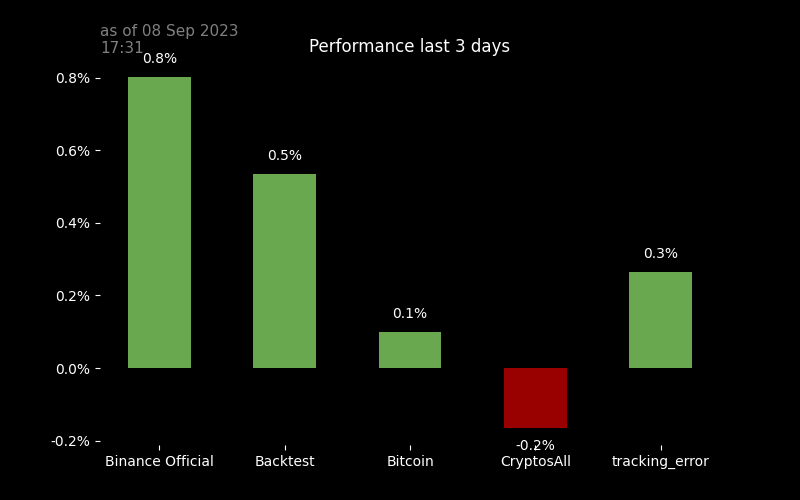 as of 08 Sep 2023
17:31
Performance last 3 days
0.8%
0.8%
0.6%
0.5%
0.4%
0.3%
0.2%
0.1%
0.0%
-0.2%
-0.2%
Binance Official
Backtest
Bitcoin
CryptosAll
tracking_error